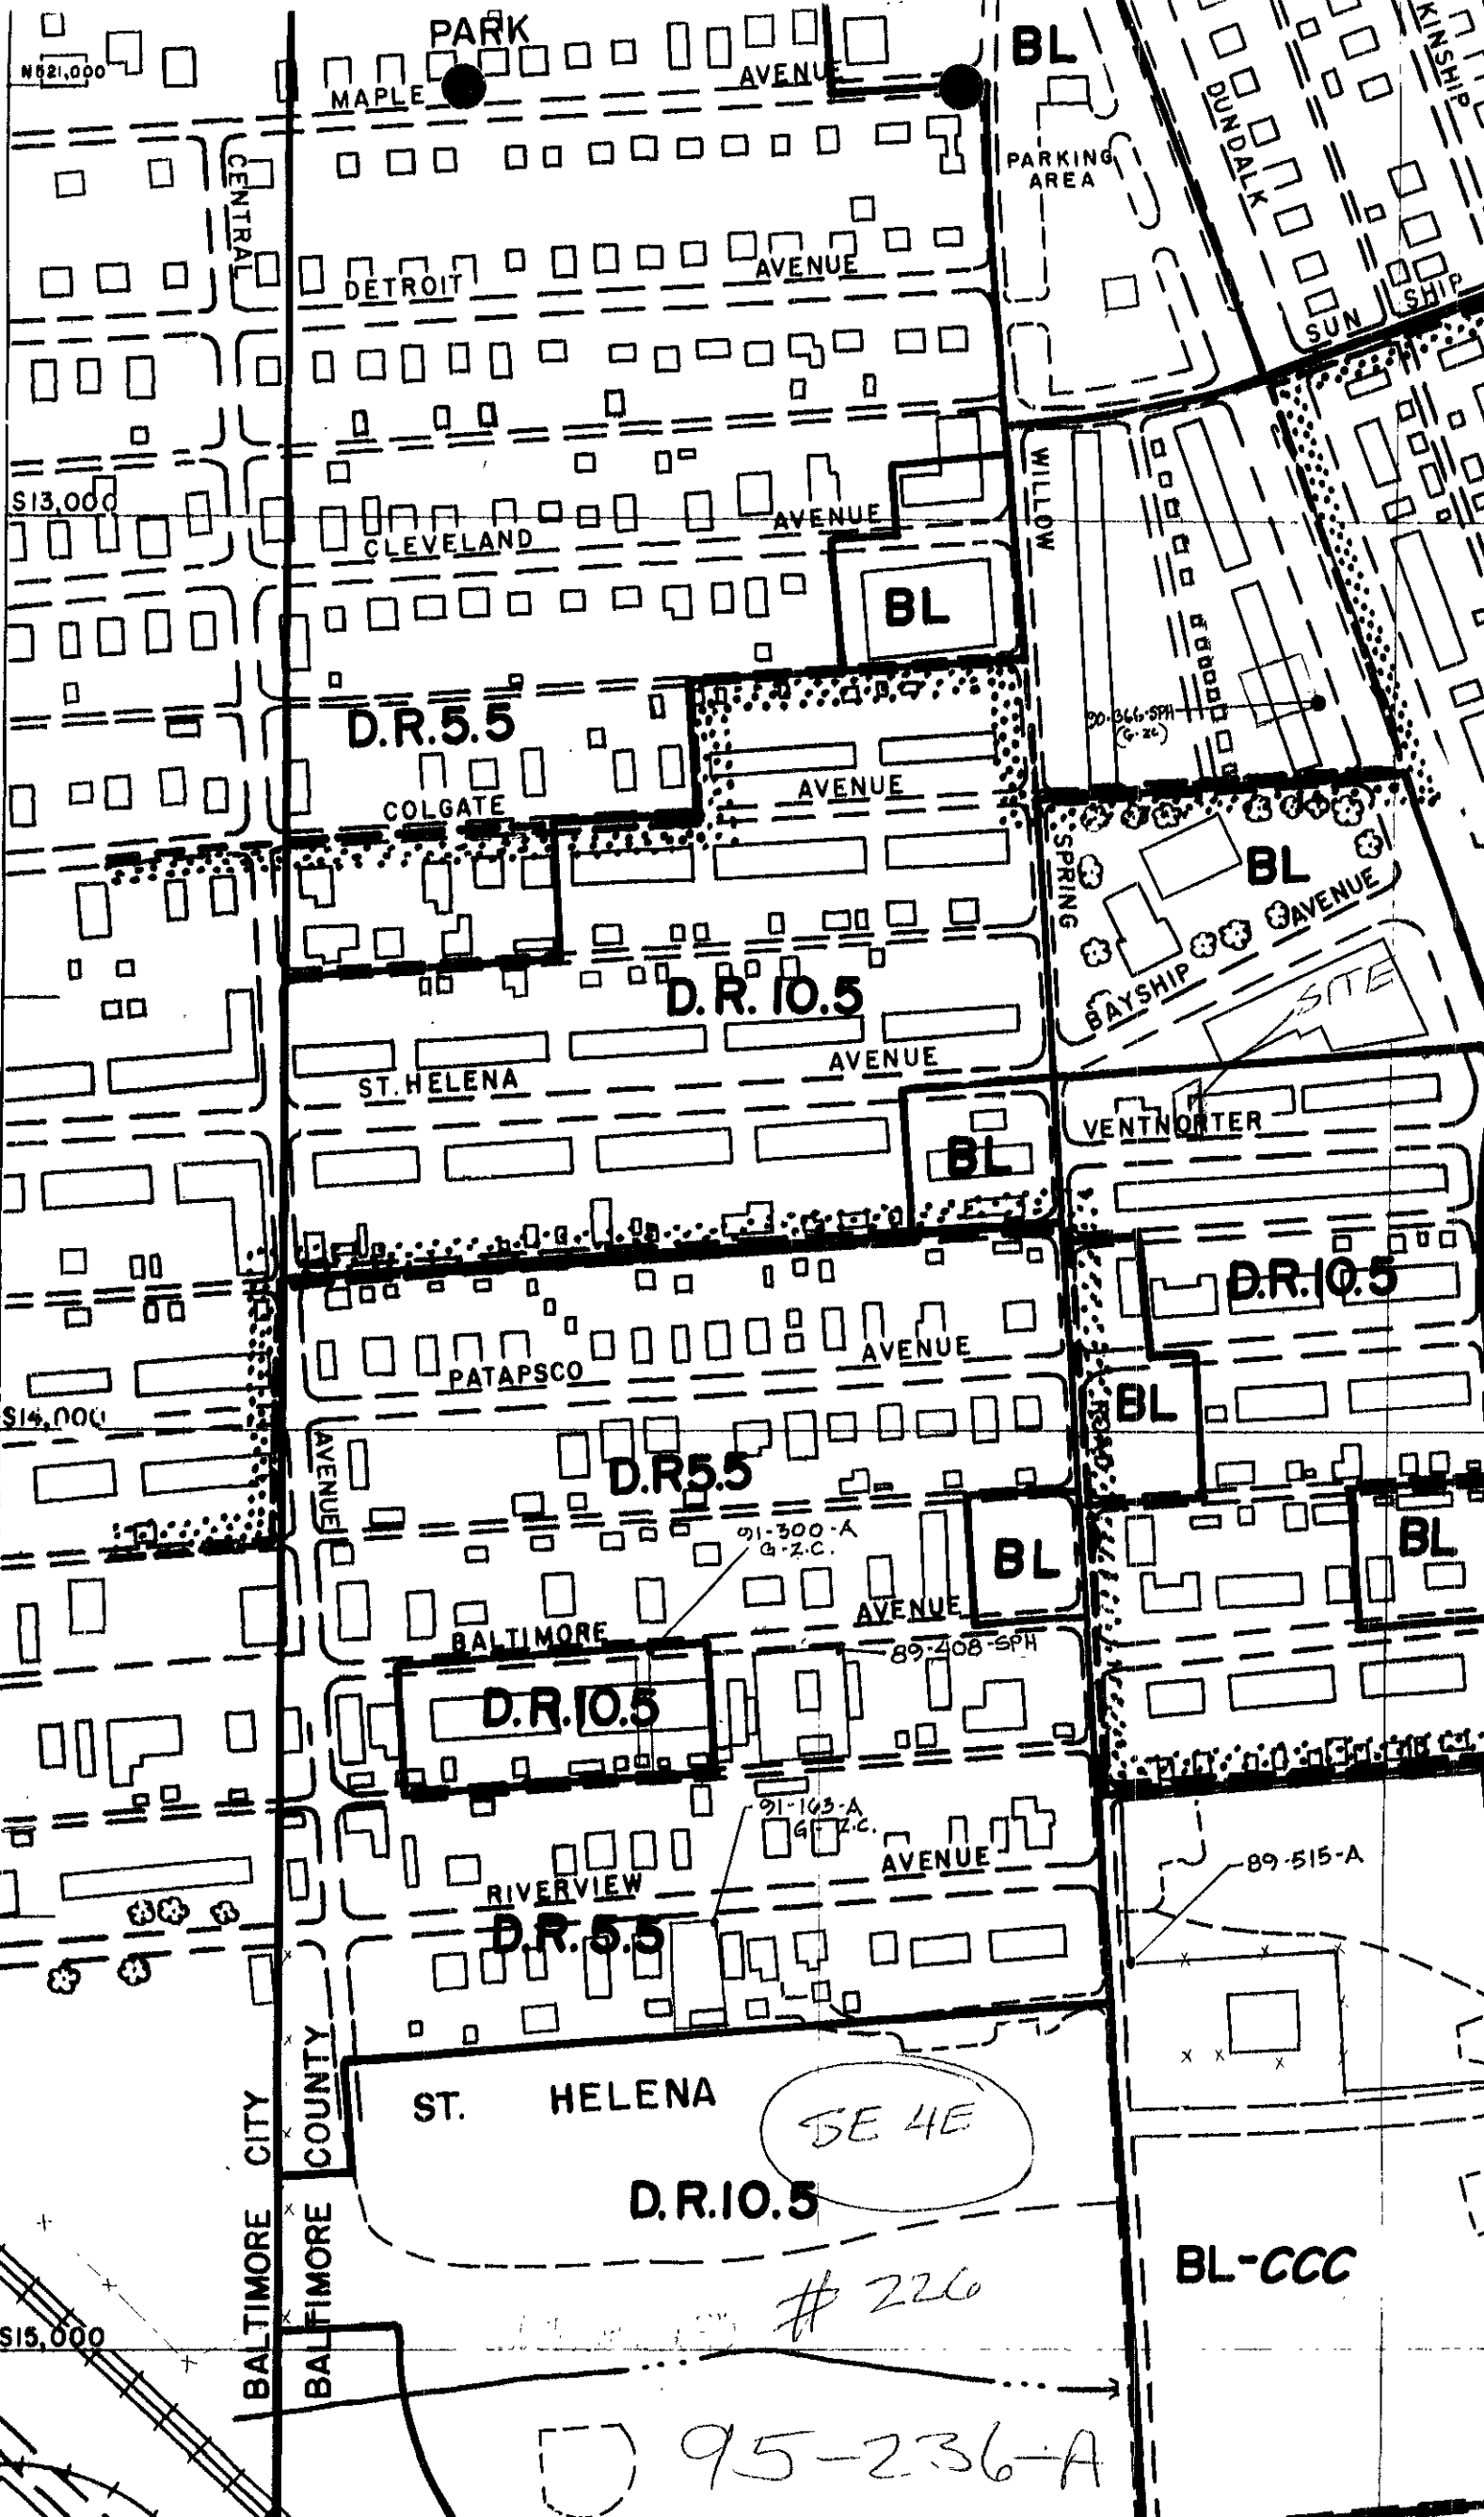 PARK
BL
KINSHIP
N521,000
MAPLE
AVENUE
DUNDALK
CENTRAL
PARKING
AREA
DETROIT
AVENUE
SUN SHIP
S13,000
WILLOW
CLEVELAND
AVENUE
BL
D.R.5.5
90-366-SPH
COLGATE
AVENUE
SPRING
BL
AVENUE
BAYSHIP
D.R. 10.5
SITE
ST. HELENA
AVENUE
VENTNORTER
BL
D.R.10.5
PATAPSCO
AVENUE
BL
ROAD
S14,000
AVENUE
D.R.5.5
91-300-A
G-Z.C.
BL
BL
AVENUE
BALTIMORE
89-408-SPH
D.R.10.5
91-163-A
G-Z.C.
AVENUE
89-515-A
RIVERVIEW
D.R. 5.5
ST. HELENA
SE 4E
BALTIMORE CITY
BALTIMORE COUNTY
D.R.10.5
BL-CCC
# 226
S15,000
95-236-A